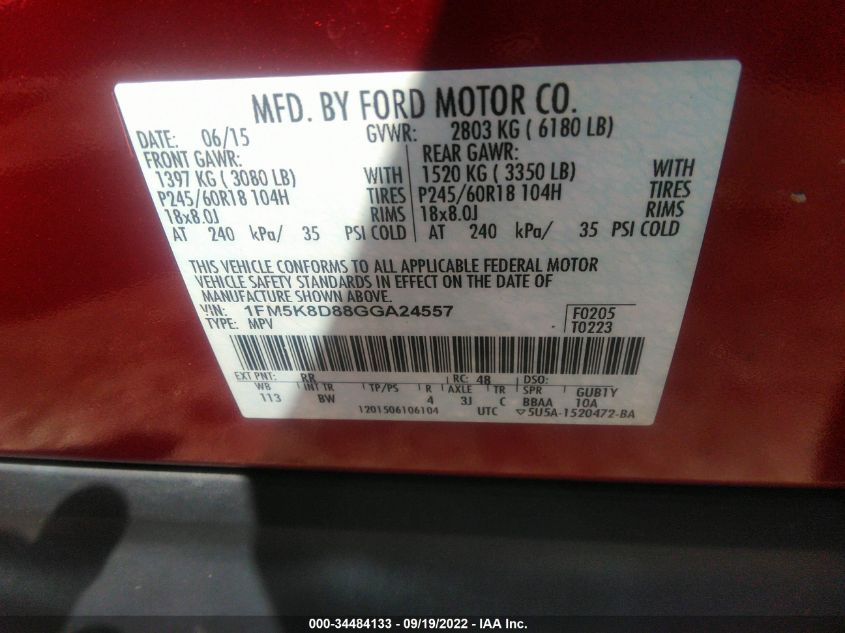 MFD. BY FORD MOTOR CO.
DATE: 06/15 GVWR: 2803 KG ( 6180 LB)
FRONT GAWR: REAR GAWR:
1397 KG ( 3080 LB) WITH 1520 KG ( 3350 LB) WITH
P245/60R18 104H TIRES P245/60R18 104H TIRES
18x8.0J RIMS 18x8.0J RIMS
AT 240 kPa/ 35 PSI COLD AT 240 kPa/ 35 PSI COLD
THIS VEHICLE CONFORMS TO ALL APPLICABLE FEDERAL MOTOR
VEHICLE SAFETY STANDARDS IN EFFECT ON THE DATE OF
MANUFACTURE SHOWN ABOVE.
VIN: 1FM5K8D88GGA24557 F0205
TYPE: MPV T0223
EXT PNT: RR RC: 48 DSO:
WB INT TR TP/PS R AXLE TR SPR GUB1Y
113 BW 4 3J C BBAA 10A
1201506106104 UTC ▽5U5A-1520472-BA
000-34484133 - 09/19/2022 - IAA Inc.